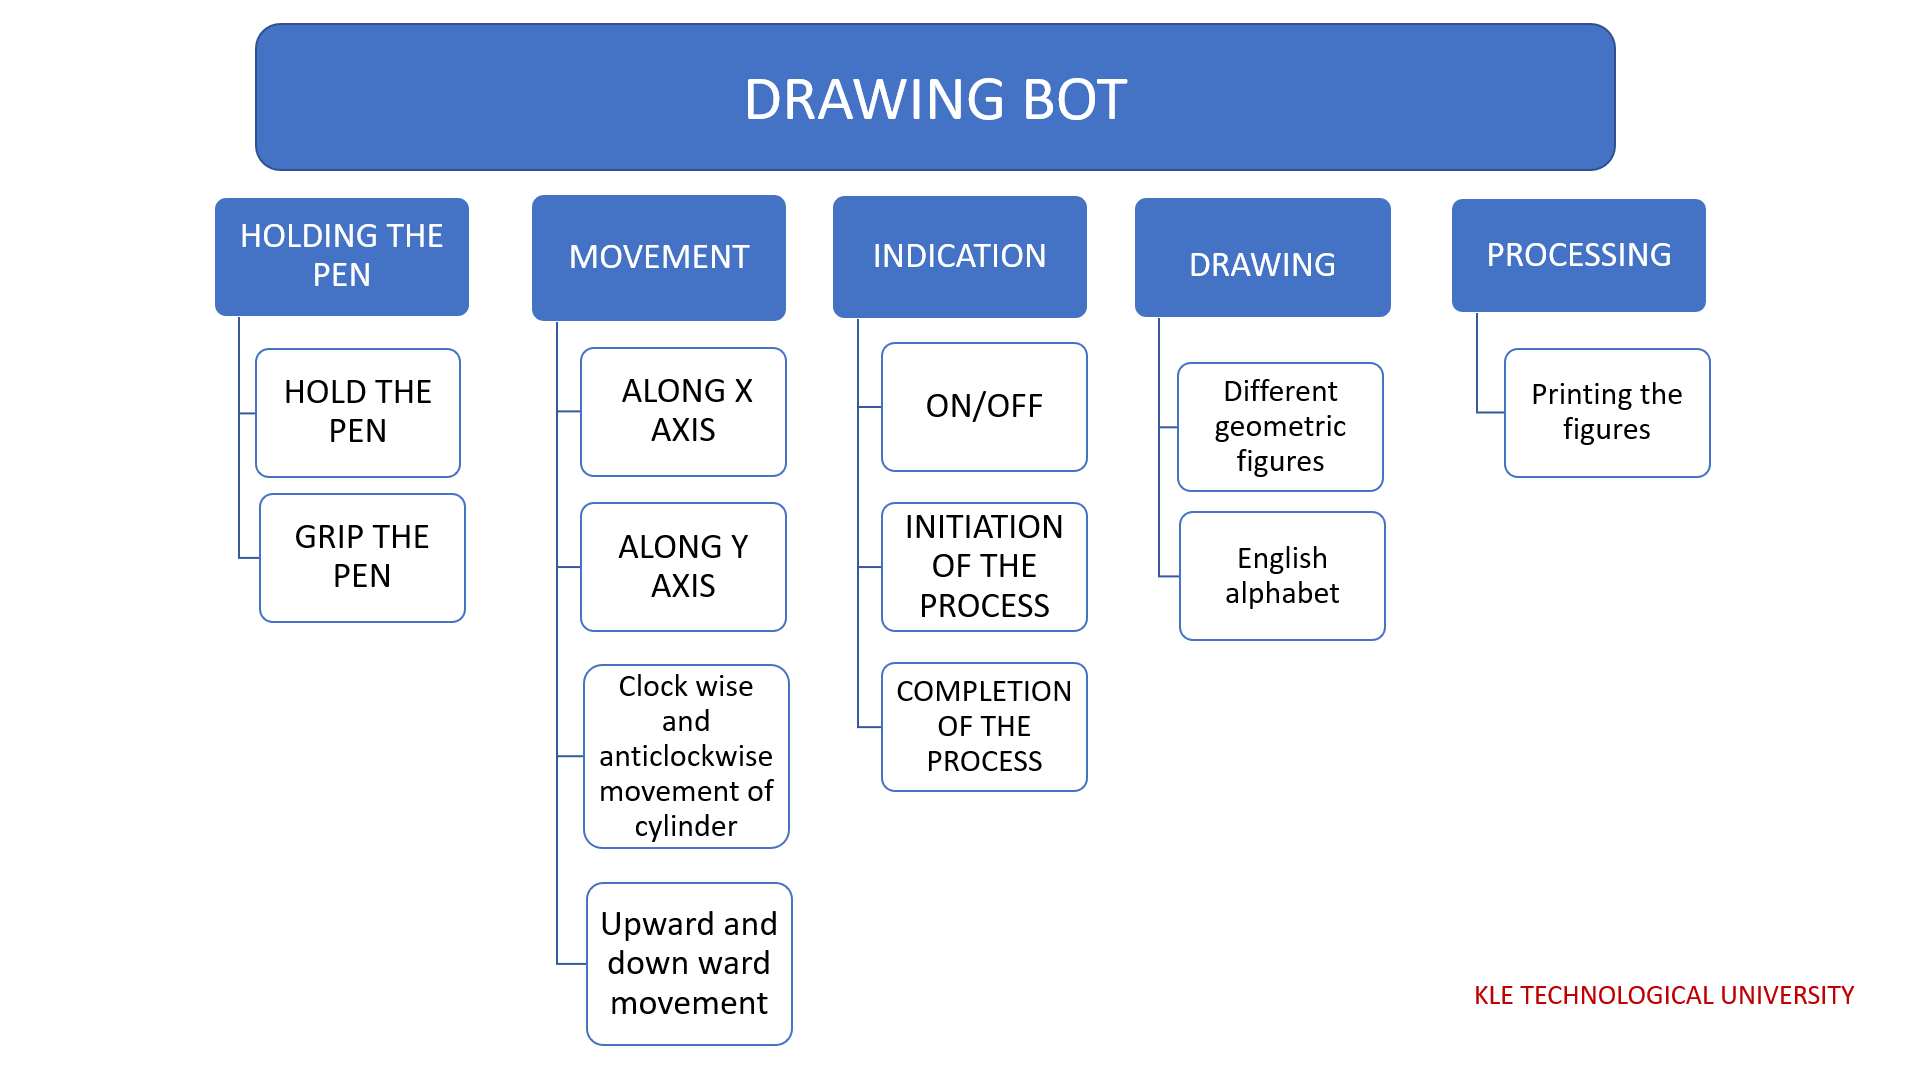 DRAWING BOT
HOLDING THE
PEN
HOLD THE
PEN
GRIP THE
PEN
MOVEMENT
ALONG X
AXIS
ALONG Y
AXIS
Clock wise
and
anticlockwise
movement of
cylinder
Upward and
down ward
movement
INDICATION
ON/OFF
INITIATION
OF THE
PROCESS
COMPLETION
OF THE
PROCESS
DRAWING
Different
geometric
figures
English
alphabet
PROCESSING
Printing the
figures
KLE TECHNOLOGICAL UNIVERSITY